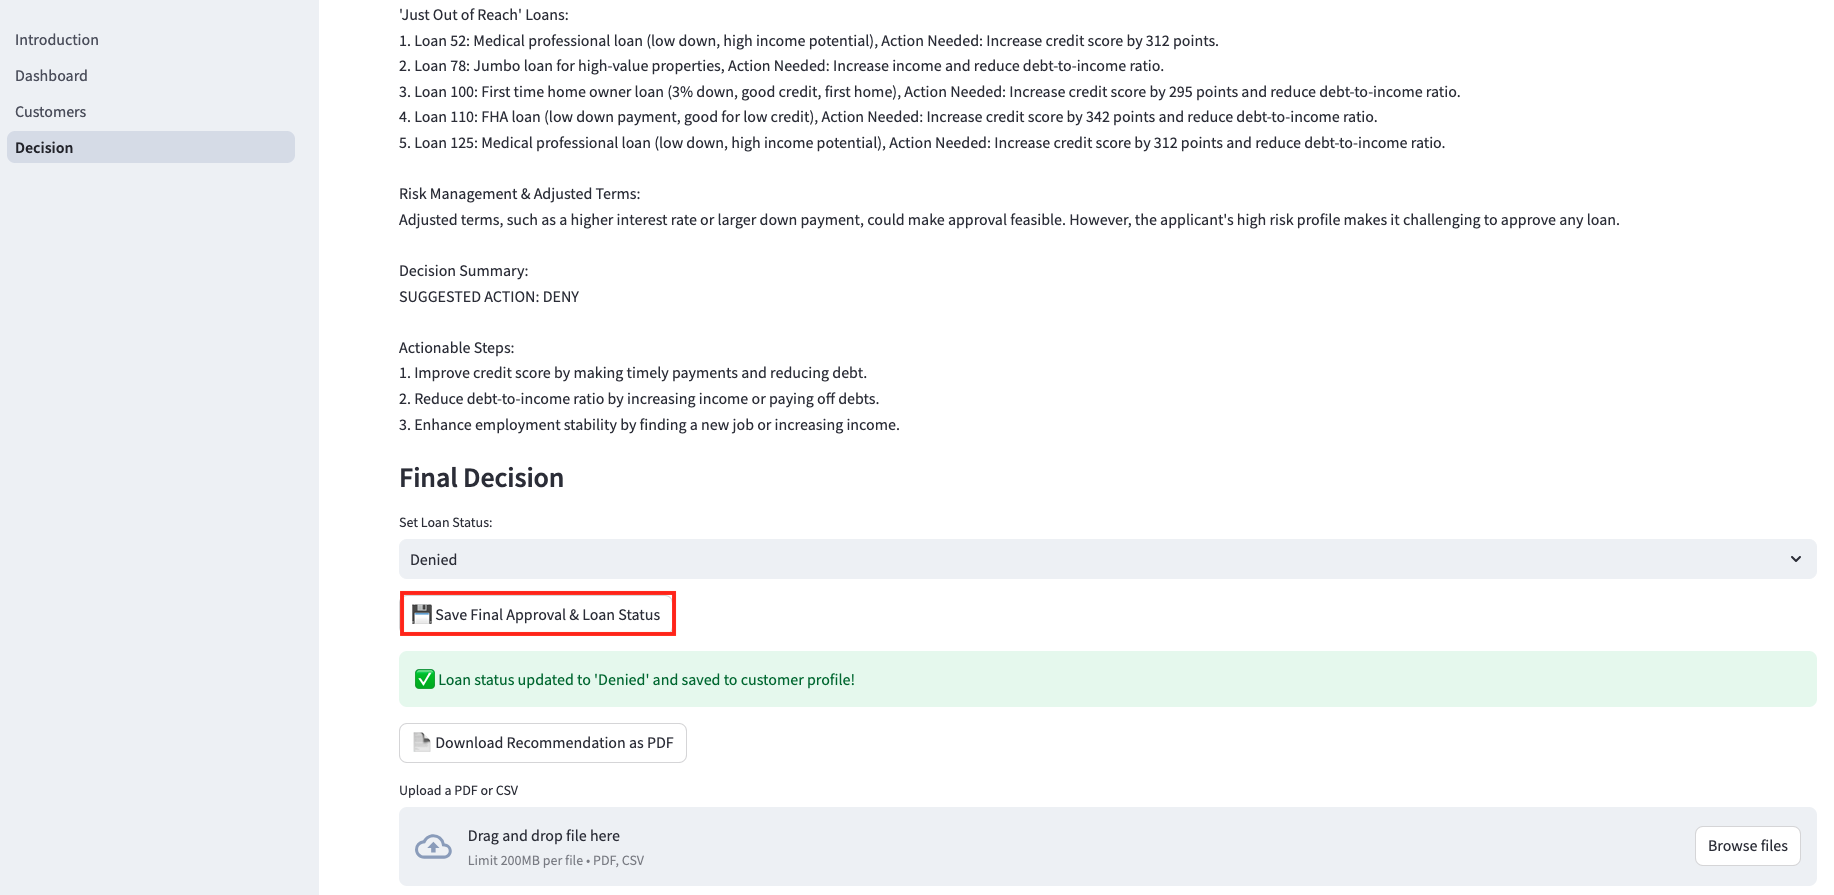 Introduction
Dashboard
Customers
Decision
'Just Out of Reach' Loans:
1. Loan 52: Medical professional loan (low down, high income potential), Action Needed: Increase credit score by 312 points.
2. Loan 78: Jumbo loan for high-value properties, Action Needed: Increase income and reduce debt-to-income ratio.
3. Loan 100: First time home owner loan (3% down, good credit, first home), Action Needed: Increase credit score by 295 points and reduce debt-to-income ratio.
4. Loan 110: FHA loan (low down payment, good for low credit), Action Needed: Increase credit score by 342 points and reduce debt-to-income ratio.
5. Loan 125: Medical professional loan (low down, high income potential), Action Needed: Increase credit score by 312 points and reduce debt-to-income ratio.
Risk Management & Adjusted Terms:
Adjusted terms, such as a higher interest rate or larger down payment, could make approval feasible. However, the applicant's high risk profile makes it challenging to approve any loan.
Decision Summary:
SUGGESTED ACTION: DENY
Actionable Steps:
1. Improve credit score by making timely payments and reducing debt.
2. Reduce debt-to-income ratio by increasing income or paying off debts.
3. Enhance employment stability by finding a new job or increasing income.
Final Decision
Set Loan Status:
Denied
Save Final Approval & Loan Status
Loan status updated to 'Denied' and saved to customer profile!
Download Recommendation as PDF
Upload a PDF or CSV
Drag and drop file here
Limit 200MB per file • PDF, CSV
Browse files